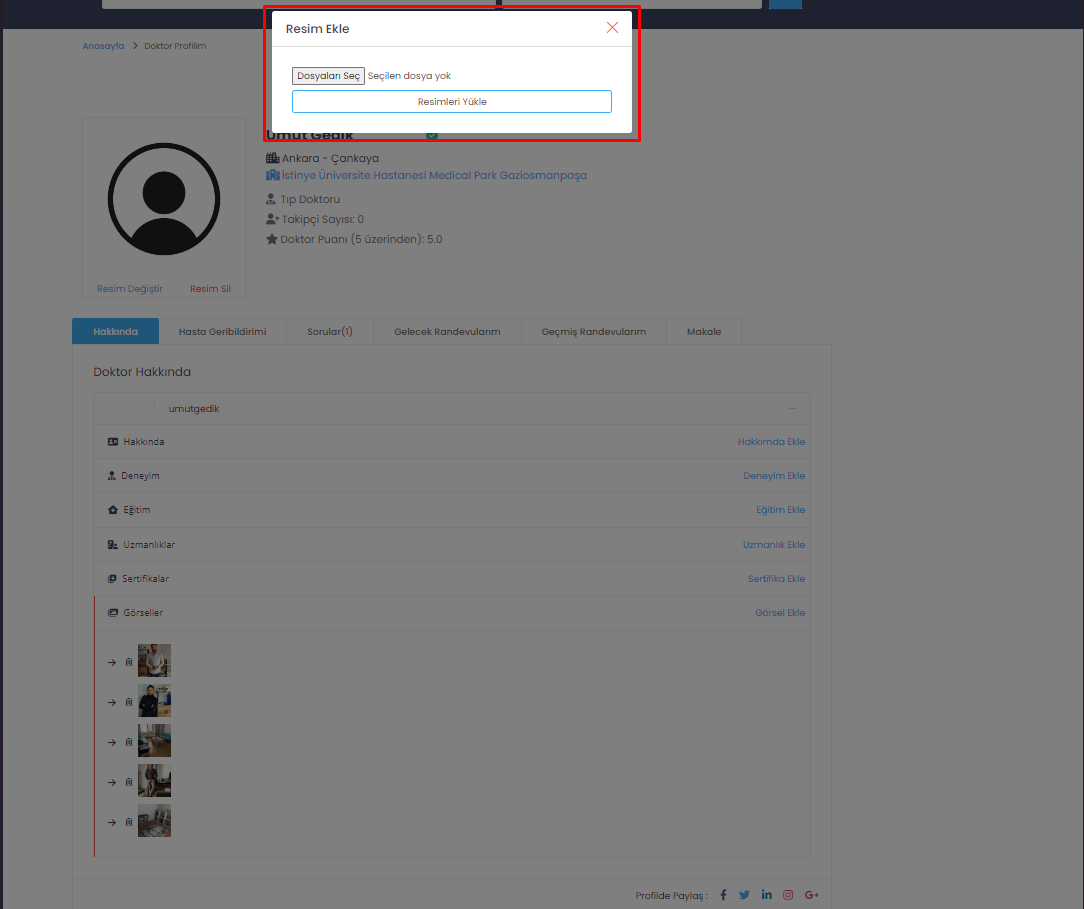 Resim Ekle
Dosyaları Seç Seçilen dosya yok
Resimleri Yükle
Anasayfa > Doktor Profilim
Umut Gedik
Ankara - Çankaya
İstinye Üniversite Hastanesi Medical Park Gaziosmanpaşa
Tıp Doktoru
Takipçi Sayısı: 0
Doktor Puanı (5 üzerinden): 5.0
Resim Değiştir Resim Sil
Hakkında Hasta Geribildirimi Sorular(1) Gelecek Randevularım Geçmiş Randevularım Makale
Doktor Hakkında
umutgedik
Hakkında Hakkımda Ekle
Deneyim Deneyim Ekle
Eğitim Eğitim Ekle
Uzmanlıklar Uzmanlık Ekle
Sertifikalar Sertifika Ekle
Görseller Görsel Ekle
Profilde Paylaş :